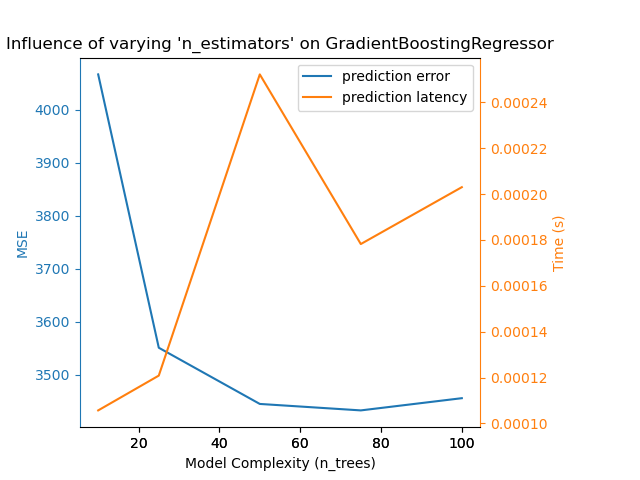 Influence of varying 'n_estimators' on GradientBoostingRegressor
prediction error
prediction latency
MSE
4000
3900
3800
3700
3600
3500
0.00024
0.00022
0.00020
0.00018
0.00016
0.00014
0.00012
0.00010
Time (s)
20 40 60 80 100
Model Complexity (n_trees)